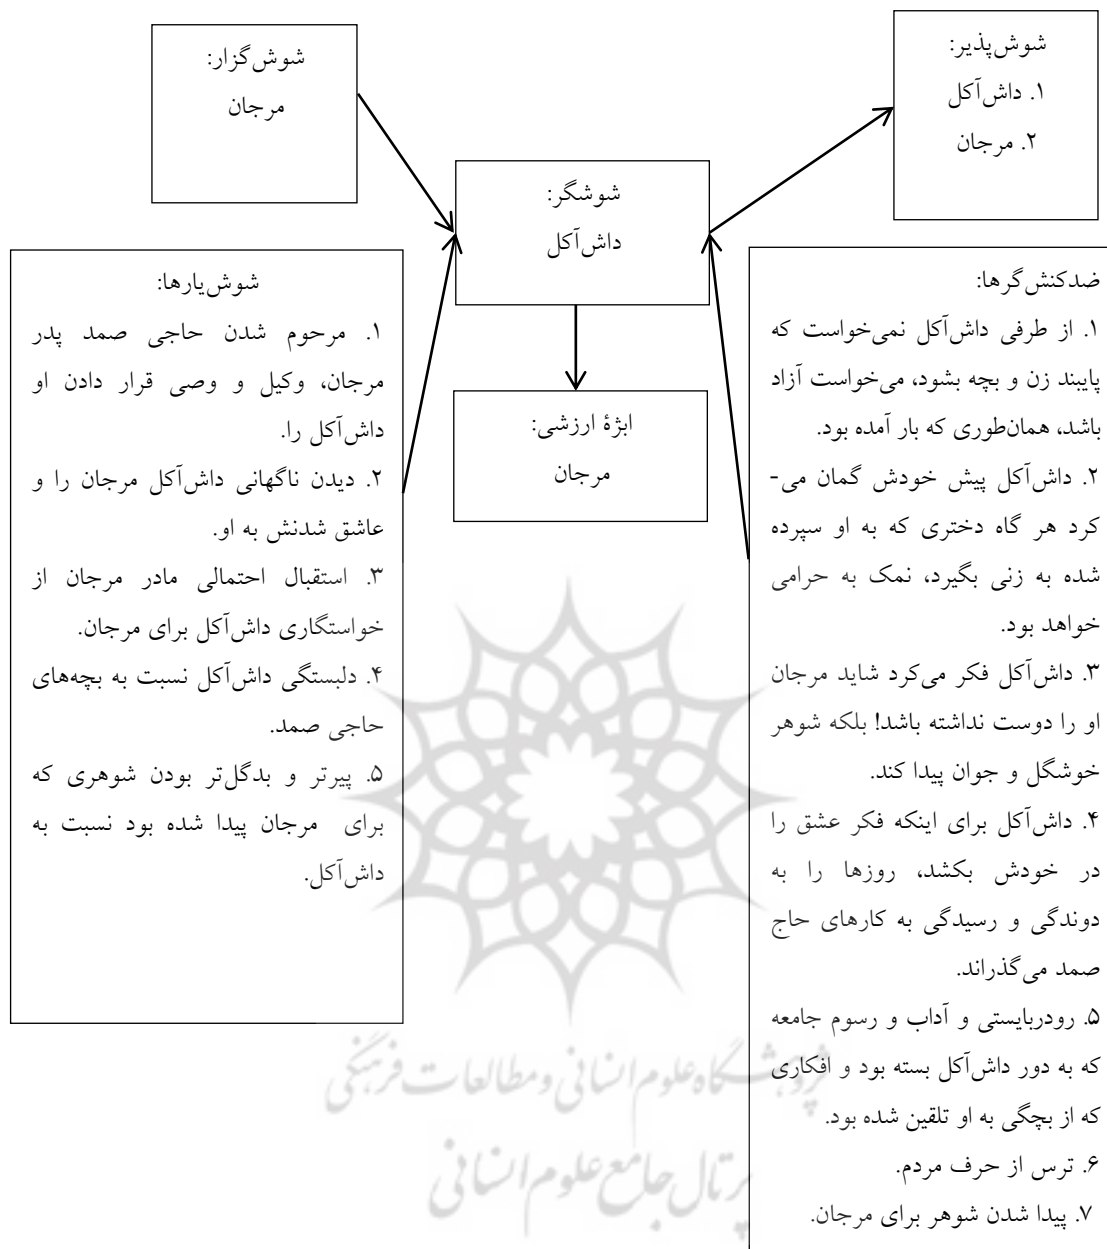 شوش‌پذیر:
۱. داش‌آکل
۲. مرجان
شوش‌گزار:
مرجان
شوشگر:
داش‌آکل
ابژهٔ ارزشی:
مرجان
ضدکنش‌گرها:
۱. از طرفی داش‌آکل نمی‌خواست که
پایبند زن و بچه بشود، می‌خواست آزاد
باشد، همان‌طوری که بار آمده بود.
۲. داش‌آکل پیش خودش گمان می-
کرد هر گاه دختری که به او سپرده
شده به زنی بگیرد، نمک به حرامی
خواهد بود.
۳. داش‌آکل فکر می‌کرد شاید مرجان
او را دوست نداشته باشد! بلکه شوهر
خوشگل و جوان پیدا کند.
۴. داش‌آکل برای اینکه فکر عشق را
در خودش بکشد، روزها را به
دوندگی و رسیدگی به کارهای حاج
صمد می‌گذراند.
۵. رودربایستی و آداب و رسوم جامعه
که به دور داش‌آکل بسته بود و افکاری
که از بچگی به او تلقین شده بود.
۶. ترس از حرف مردم.
۷. پیدا شدن شوهر برای مرجان.
شوش‌یارها:
۱. مرحوم شدن حاجی صمد پدر
مرجان، وکیل و وصی قرار دادن او
داش‌آکل را.
۲. دیدن ناگهانی داش‌آکل مرجان را و
عاشق شدنش به او.
۳. استقبال احتمالی مادر مرجان از
خواستگاری داش‌آکل برای مرجان.
۴. دلبستگی داش‌آکل نسبت به بچه‌های
حاجی صمد.
۵. پیرتر و بدگل‌تر بودن شوهری که
برای مرجان پیدا شده بود نسبت به
داش‌آکل.
پژوهشگاه علوم انسانی و مطالعات فرهنگی
پرتال جامع علوم انسانی